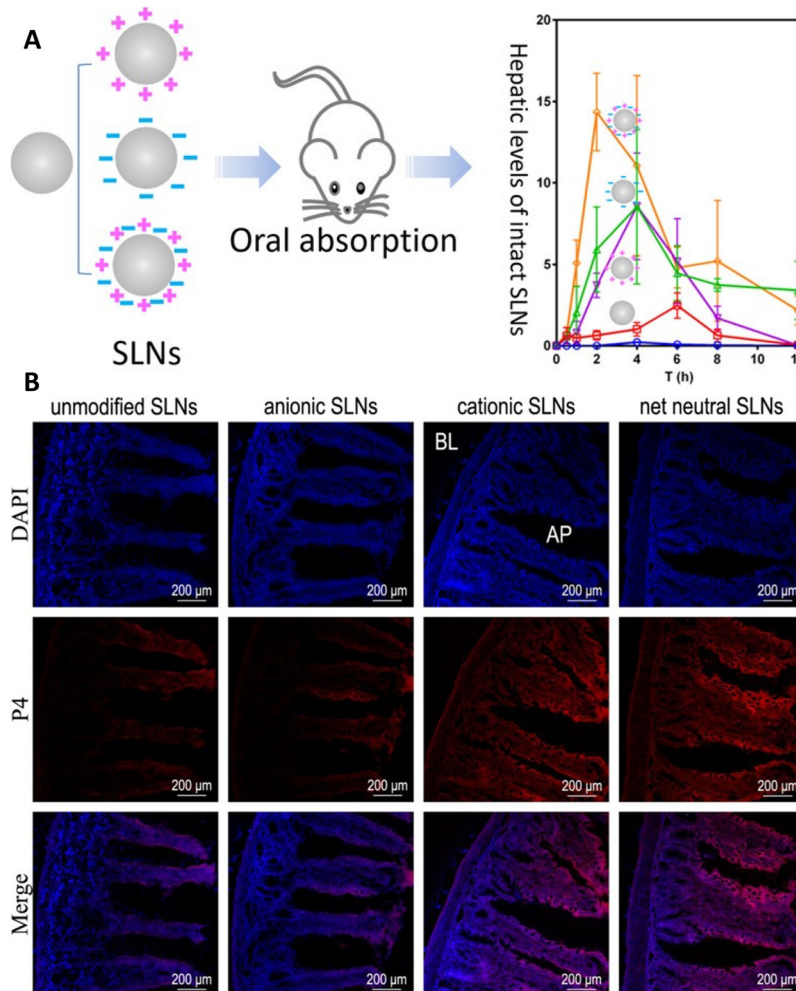 A
SLNs
Oral absorption
Hepatic levels of intact SLNs
20
15
10
5
0
0 2 4 6 8 10 12
T (h)
B
unmodified SLNs anionic SLNs cationic SLNs net neutral SLNs
DAPI
BL
AP
200 μm 200 μm 200 μm 200 μm
P4
200 μm 200 μm 200 μm 200 μm
Merge
200 μm 200 μm 200 μm 200 μm